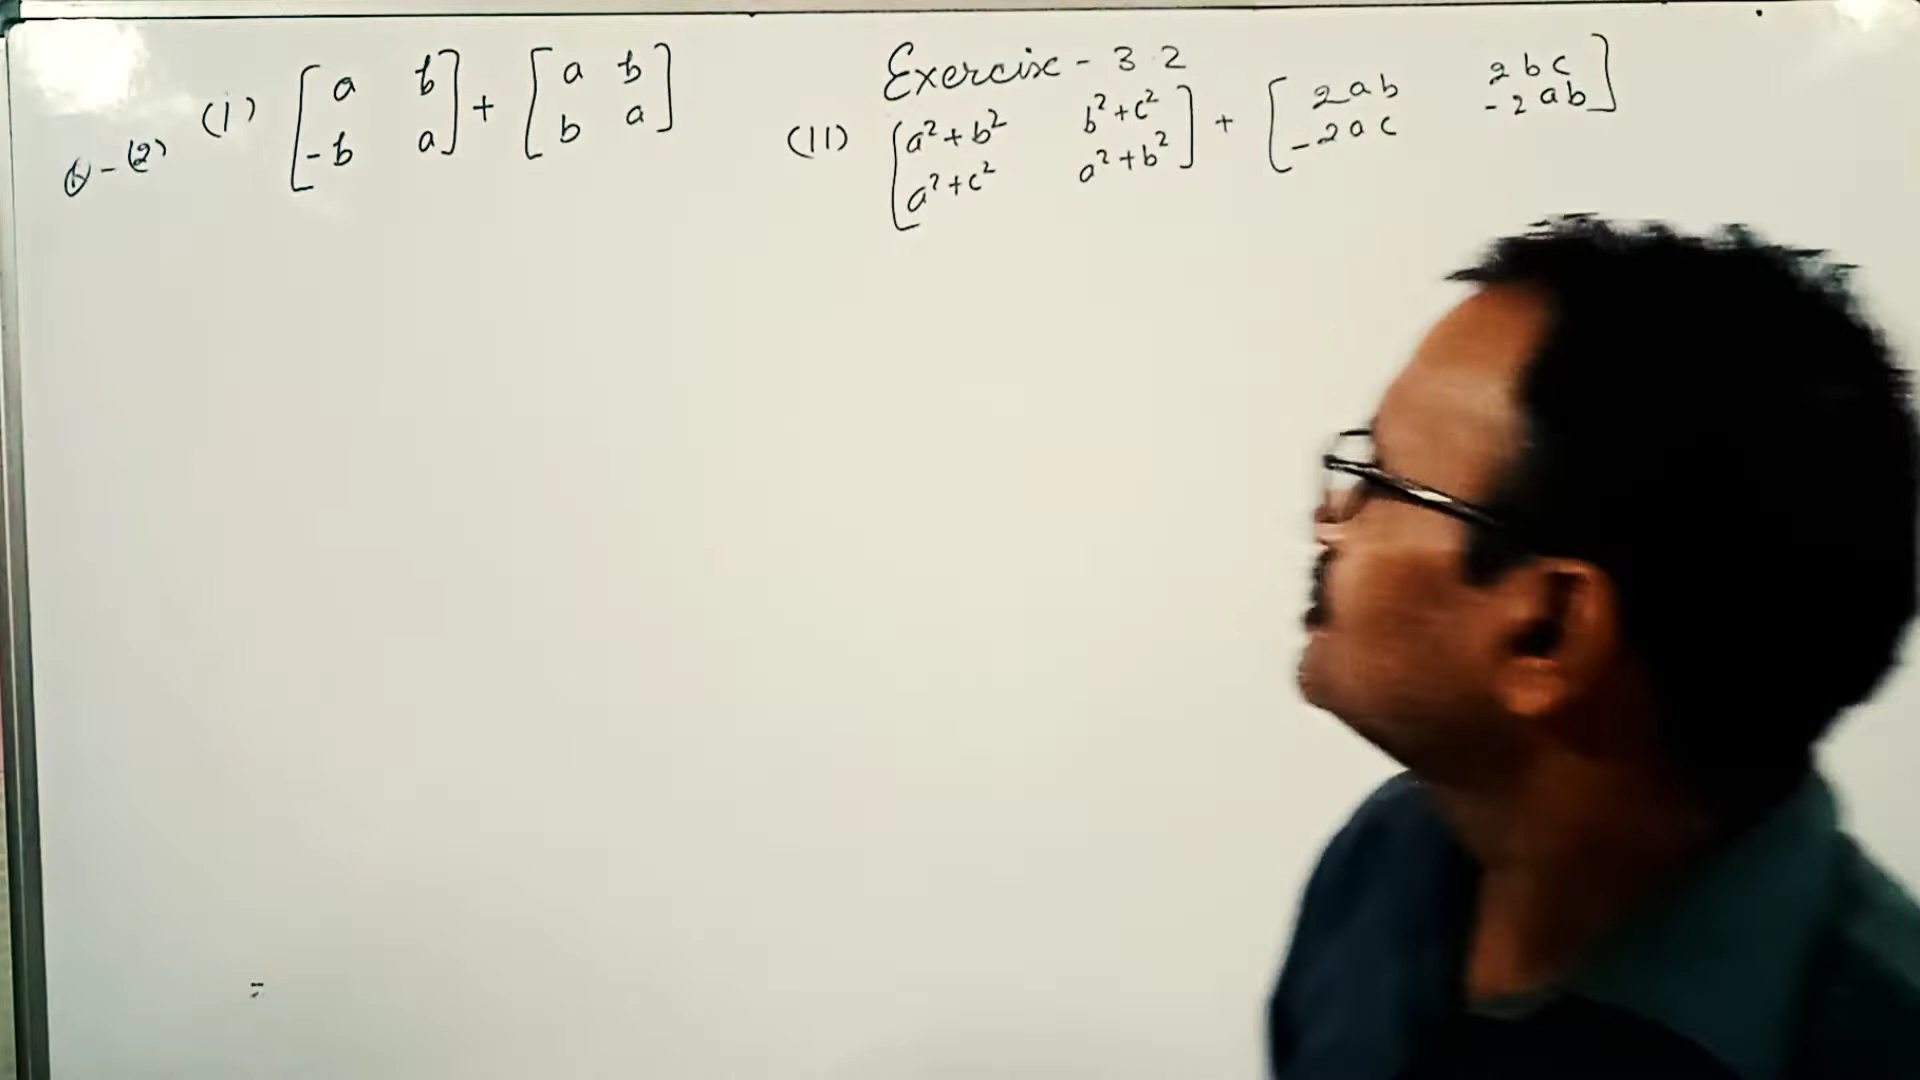 Exercise - 3.2
Q-(2) (i) [a b
-b a] + [a b
b a]
(II) [a²+b² b²+c²
a²+c² a²+b²] + [2ab 2bc
-2ac -2ab]